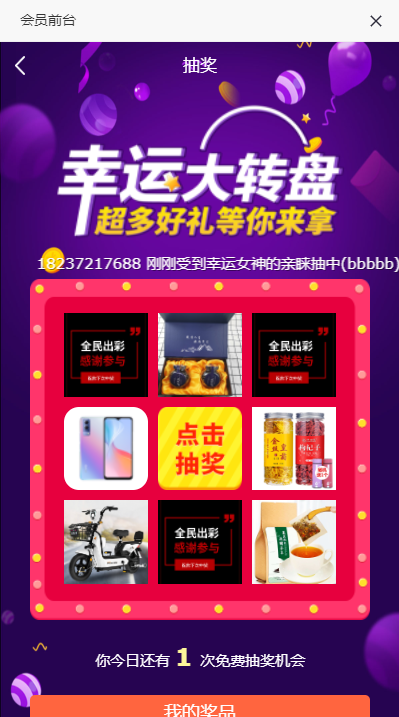 会员前台
抽奖
幸运大转盘
超多好礼等你来拿
18237217688 刚刚受到幸运女神的亲睐抽中(bbbbb)
全民出彩
感谢参与
全民出彩
感谢参与
点击
抽奖
全民出彩
感谢参与
你今日还有 1 次免费抽奖机会
我的奖品